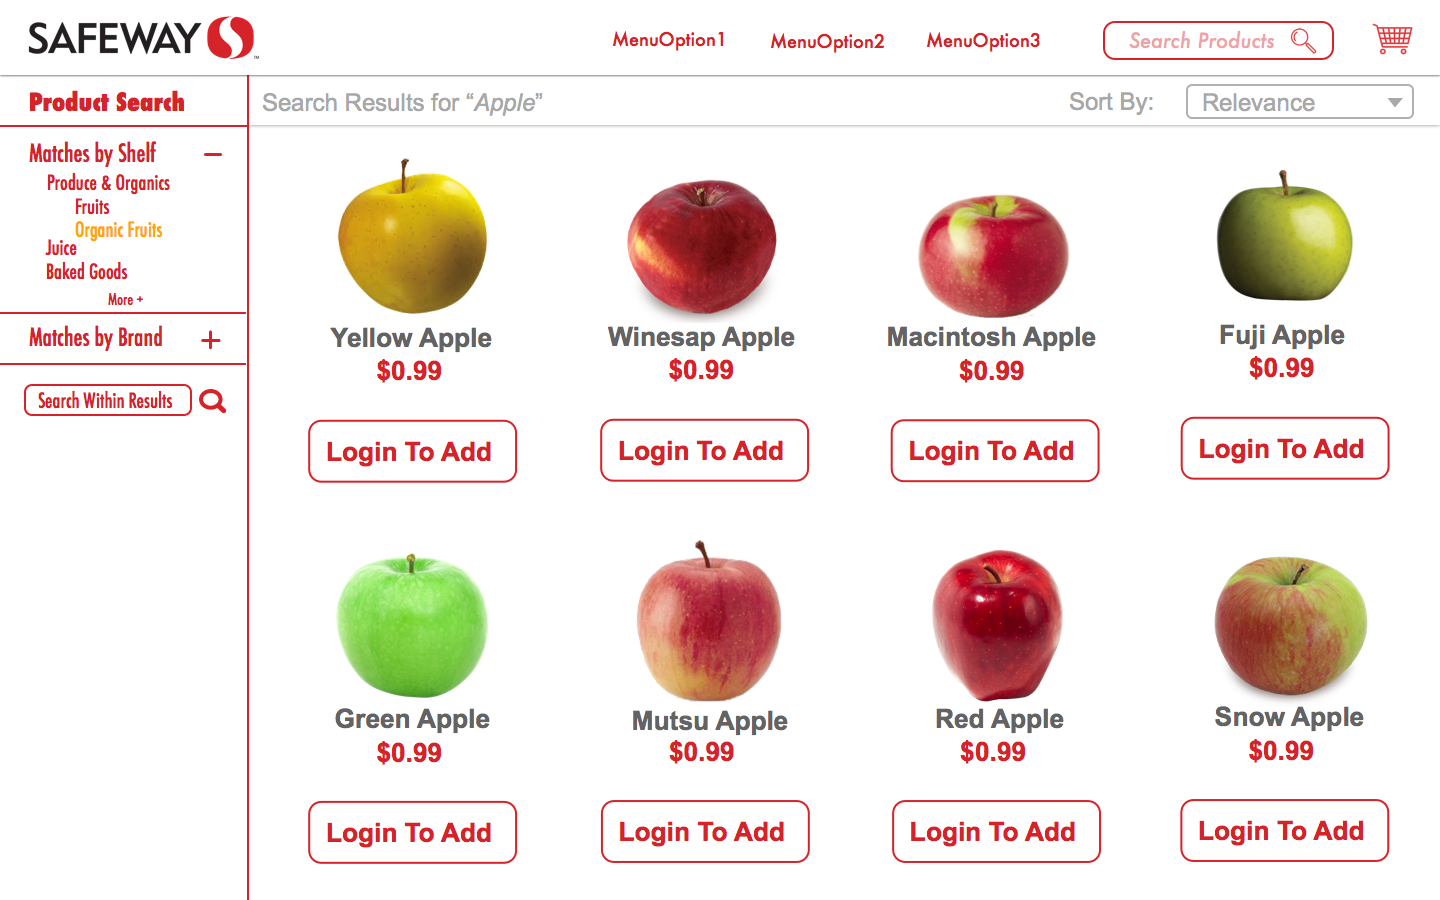 SAFEWAY ™
MenuOption1 MenuOption2 MenuOption3
Search Products
Product Search
Search Results for “Apple”
Sort By:
Relevance
Matches by Shelf
Produce & Organics
Fruits
Organic Fruits
Juice
Baked Goods
More +
Matches by Brand
Search Within Results
Yellow Apple
$0.99
Login To Add
Winesap Apple
$0.99
Login To Add
Macintosh Apple
$0.99
Login To Add
Fuji Apple
$0.99
Login To Add
Green Apple
$0.99
Login To Add
Mutsu Apple
$0.99
Login To Add
Red Apple
$0.99
Login To Add
Snow Apple
$0.99
Login To Add